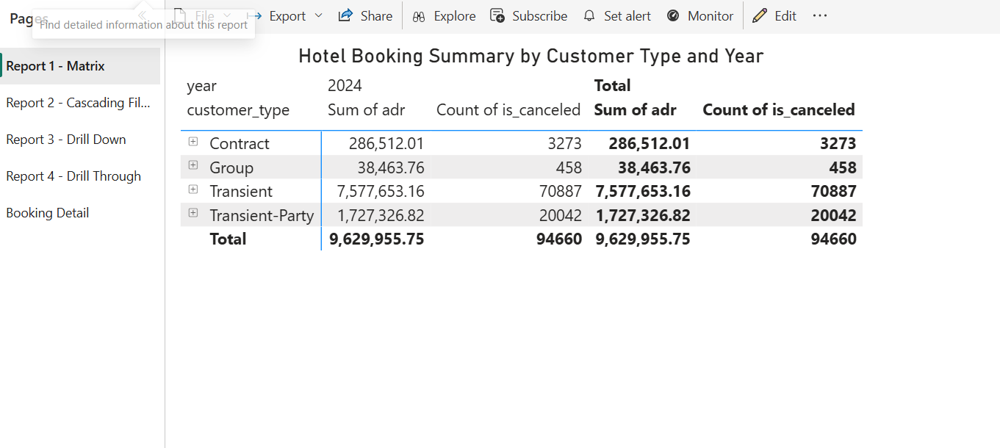 Pages
Find detailed information about this report
File Export Share Explore Subscribe Set alert Monitor Edit ...
Report 1 - Matrix
Report 2 - Cascading Fil...
Report 3 - Drill Down
Report 4 - Drill Through
Booking Detail
Hotel Booking Summary by Customer Type and Year
year 2024 Total
customer_type Sum of adr Count of is_canceled Sum of adr Count of is_canceled
Contract 286,512.01 3273 286,512.01 3273
Group 38,463.76 458 38,463.76 458
Transient 7,577,653.16 70887 7,577,653.16 70887
Transient-Party 1,727,326.82 20042 1,727,326.82 20042
Total 9,629,955.75 94660 9,629,955.75 94660